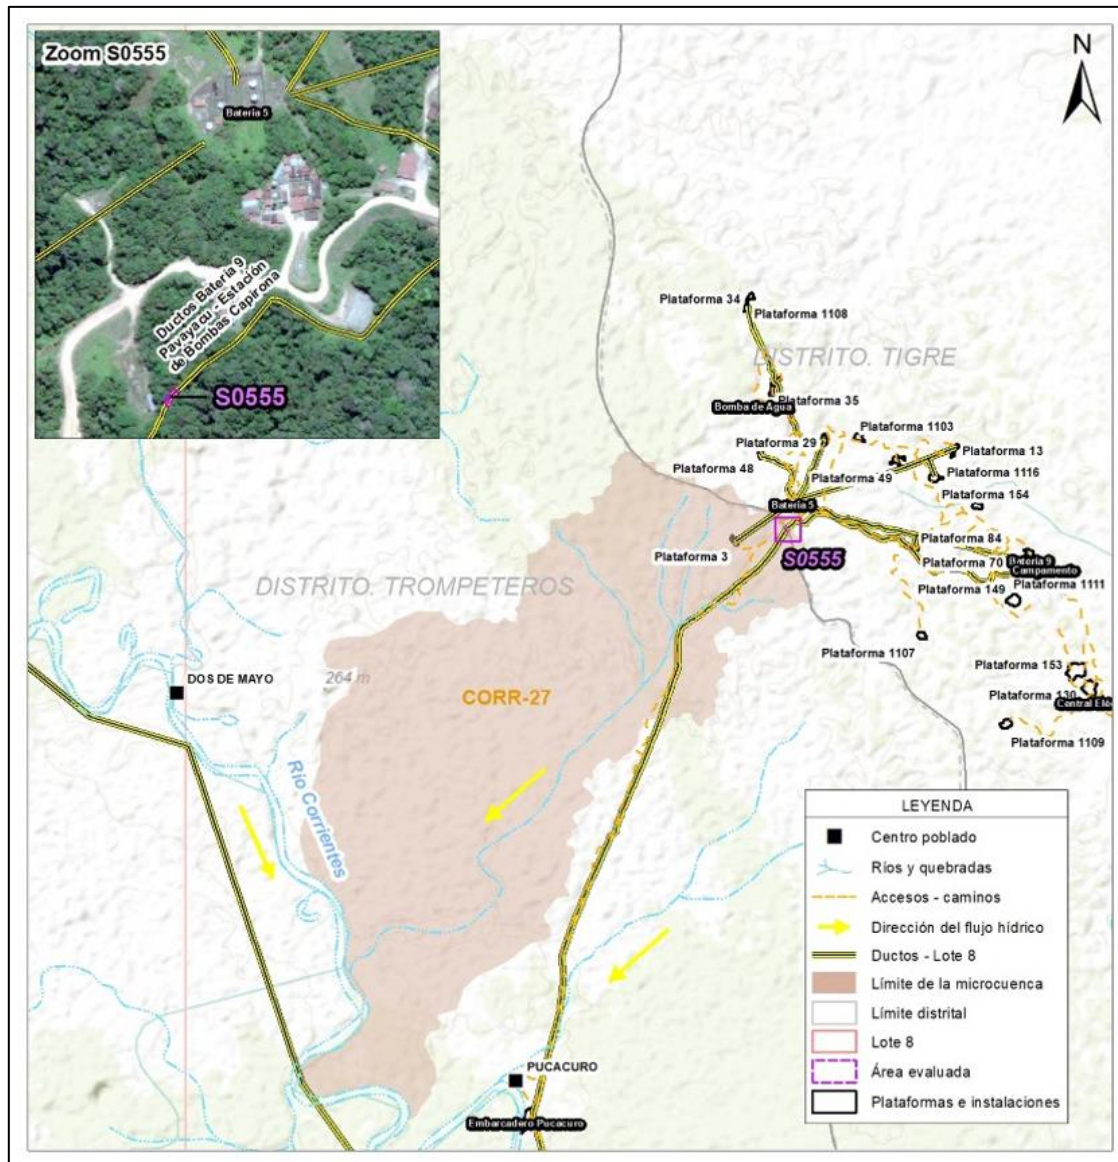 Zoom S0555
Batería 5
Ductos Batería 9
Pavayacu - Estación
de Bombas Capirona
S0555
N
Plataforma 34
Plataforma 1108
DISTRITO. TIGRE
Plataforma 35
Bomba de Agua
Plataforma 1103
Plataforma 29
Plataforma 13
Plataforma 48
Plataforma 49
Plataforma 1116
Plataforma 154
Batería 5
Plataforma 84
Plataforma 3
S0555
Plataforma 70
Batería 9
Campamento
DISTRITO. TROMPETEROS
Plataforma 149
Plataforma 1111
Plataforma 1107
DOS DE MAYO
264 m
CORR-27
Plataforma 153
Plataforma 130
Central Eléc
Plataforma 1109
Río Corrientes
PUCACURO
Embarcadero Pucacuro
LEYENDA
Centro poblado
Ríos y quebradas
Accesos - caminos
Dirección del flujo hídrico
Ductos - Lote 8
Límite de la microcuenca
Límite distrital
Lote 8
Área evaluada
Plataformas e instalaciones